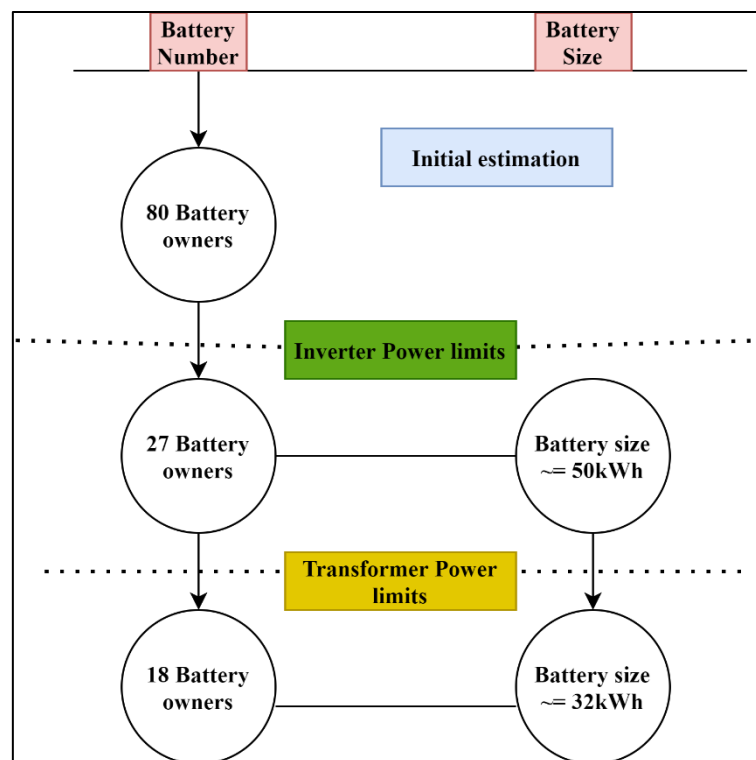 Battery
Number
Battery
Size
Initial estimation
80 Battery
owners
Inverter Power limits
27 Battery
owners
Battery size
~= 50kWh
Transformer Power
limits
18 Battery
owners
Battery size
~= 32kWh